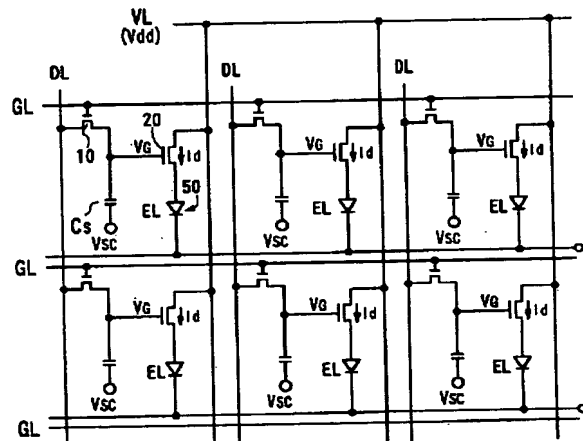 VL
(Vdd)
DL DL DL
GL
20
10 VG Id VG Id VG Id
50
Cs EL EL EL
VSC VSC VSC
GL
VG Id VG Id VG Id
EL EL EL
VSC VSC VSC
GL